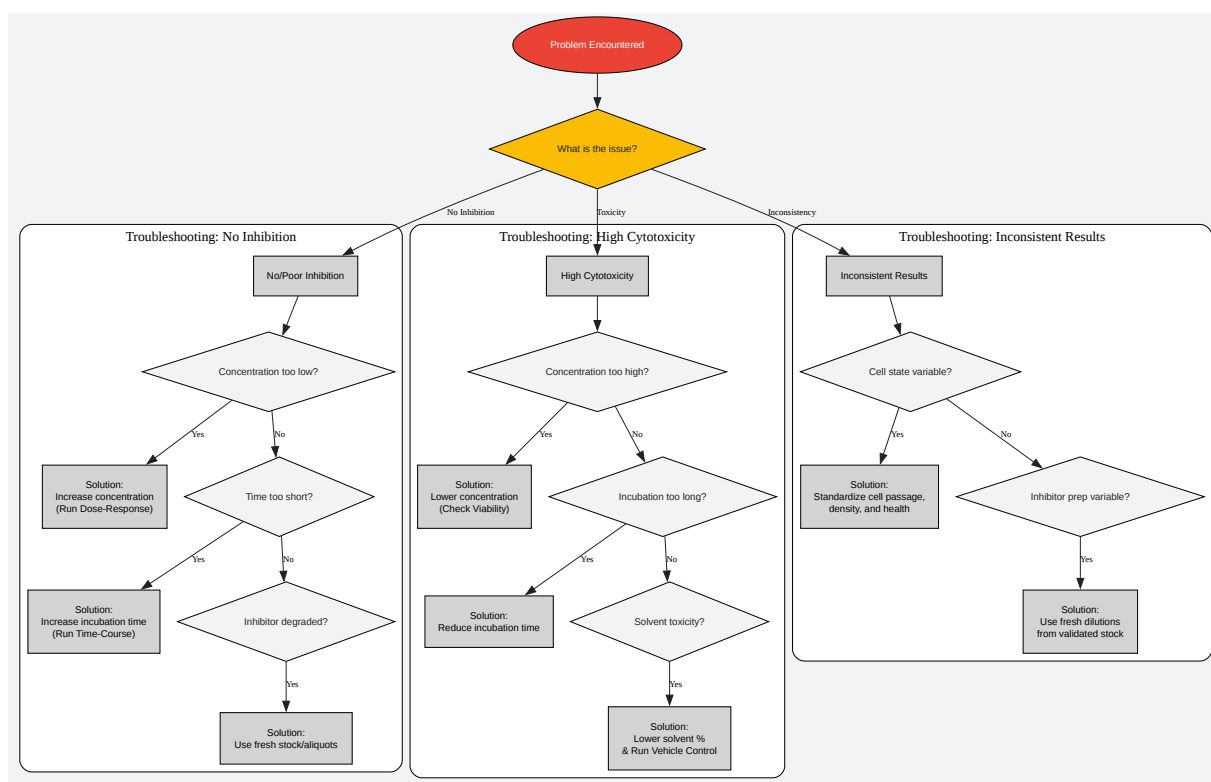 Problem Encountered
What is the issue?
No Inhibition
Toxicity
Inconsistency
Troubleshooting: No Inhibition
No/Poor Inhibition
Concentration too low?
Yes
No
Solution:
Increase concentration
(Run Dose-Response)
Time too short?
Yes
No
Solution:
Increase incubation time
(Run Time-Course)
Inhibitor degraded?
Yes
Solution:
Use fresh stock/aliquots
Troubleshooting: High Cytotoxicity
High Cytotoxicity
Concentration too high?
Yes
No
Solution:
Lower concentration
(Check Viability)
Incubation too long?
Yes
No
Solution:
Reduce incubation time
Solvent toxicity?
Yes
Solution:
Lower solvent %
& Run Vehicle Control
Troubleshooting: Inconsistent Results
Inconsistent Results
Cell state variable?
Yes
No
Solution:
Standardize cell passage,
density, and health
Inhibitor prep variable?
Yes
Solution:
Use fresh dilutions
from validated stock